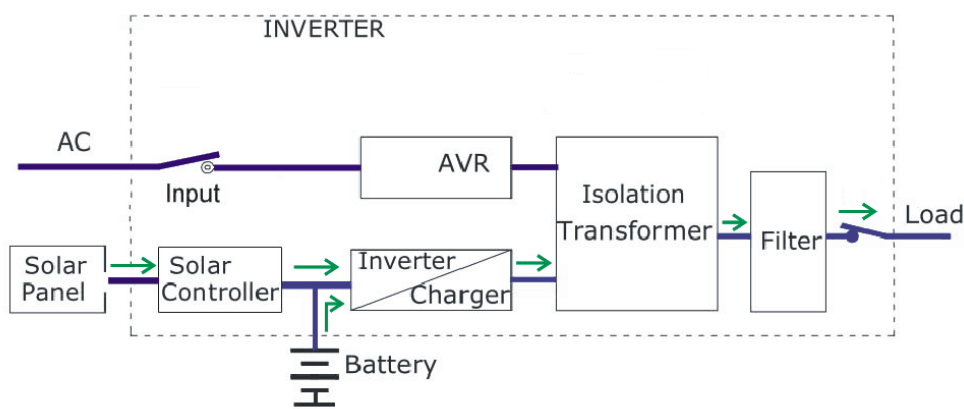 INVERTER
AC
Input
AVR
Isolation
Transformer
Filter
Load
Solar
Panel
Solar
Controller
Inverter
Charger
Battery